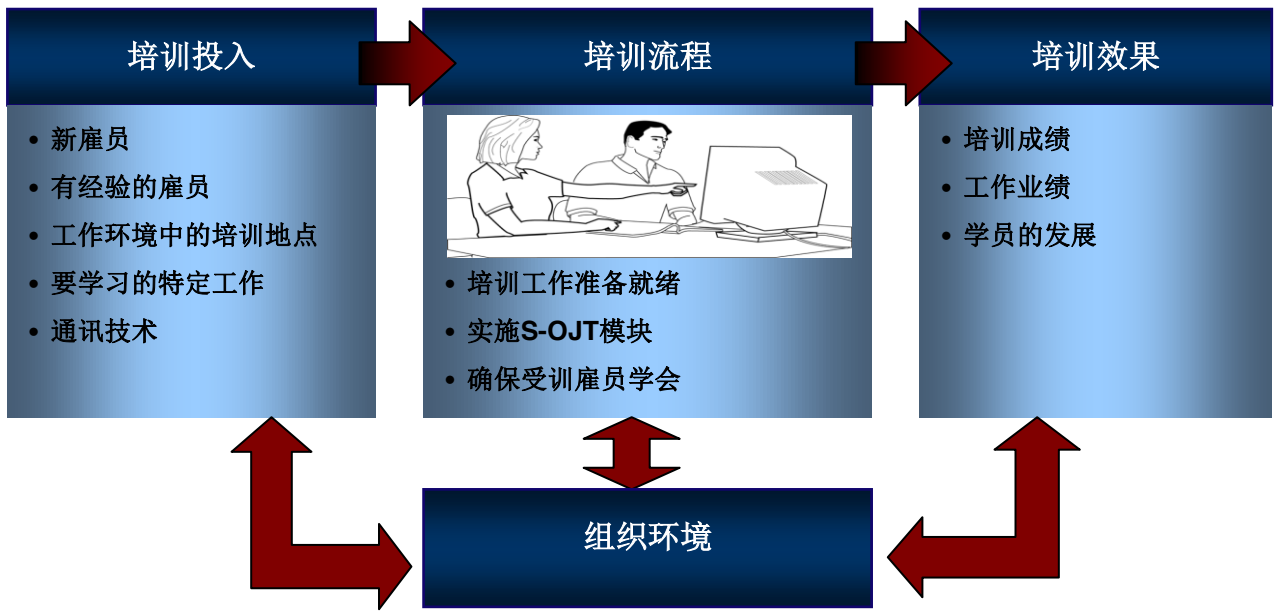 培训投入
• 新雇员
• 有经验的雇员
• 工作环境中的培训地点
• 要学习的特定工作
• 通讯技术
培训流程
• 培训工作准备就绪
• 实施S-OJT模块
• 确保受训雇员学会
培训效果
• 培训成绩
• 工作业绩
• 学员的发展
组织环境